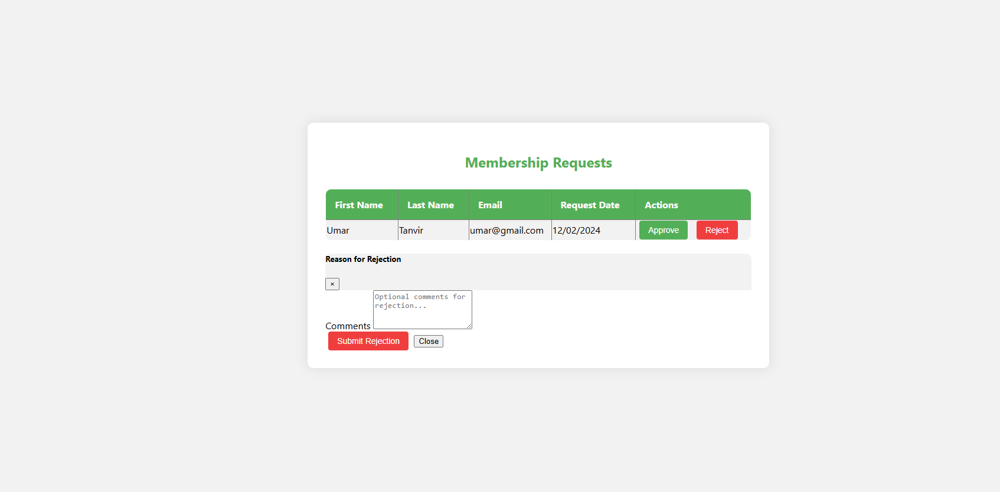 Membership Requests
First Name Last Name Email Request Date Actions
Umar Tanvir umar@gmail.com 12/02/2024 Approve Reject
Reason for Rejection
×
Optional comments for
rejection...
Comments
Submit Rejection Close